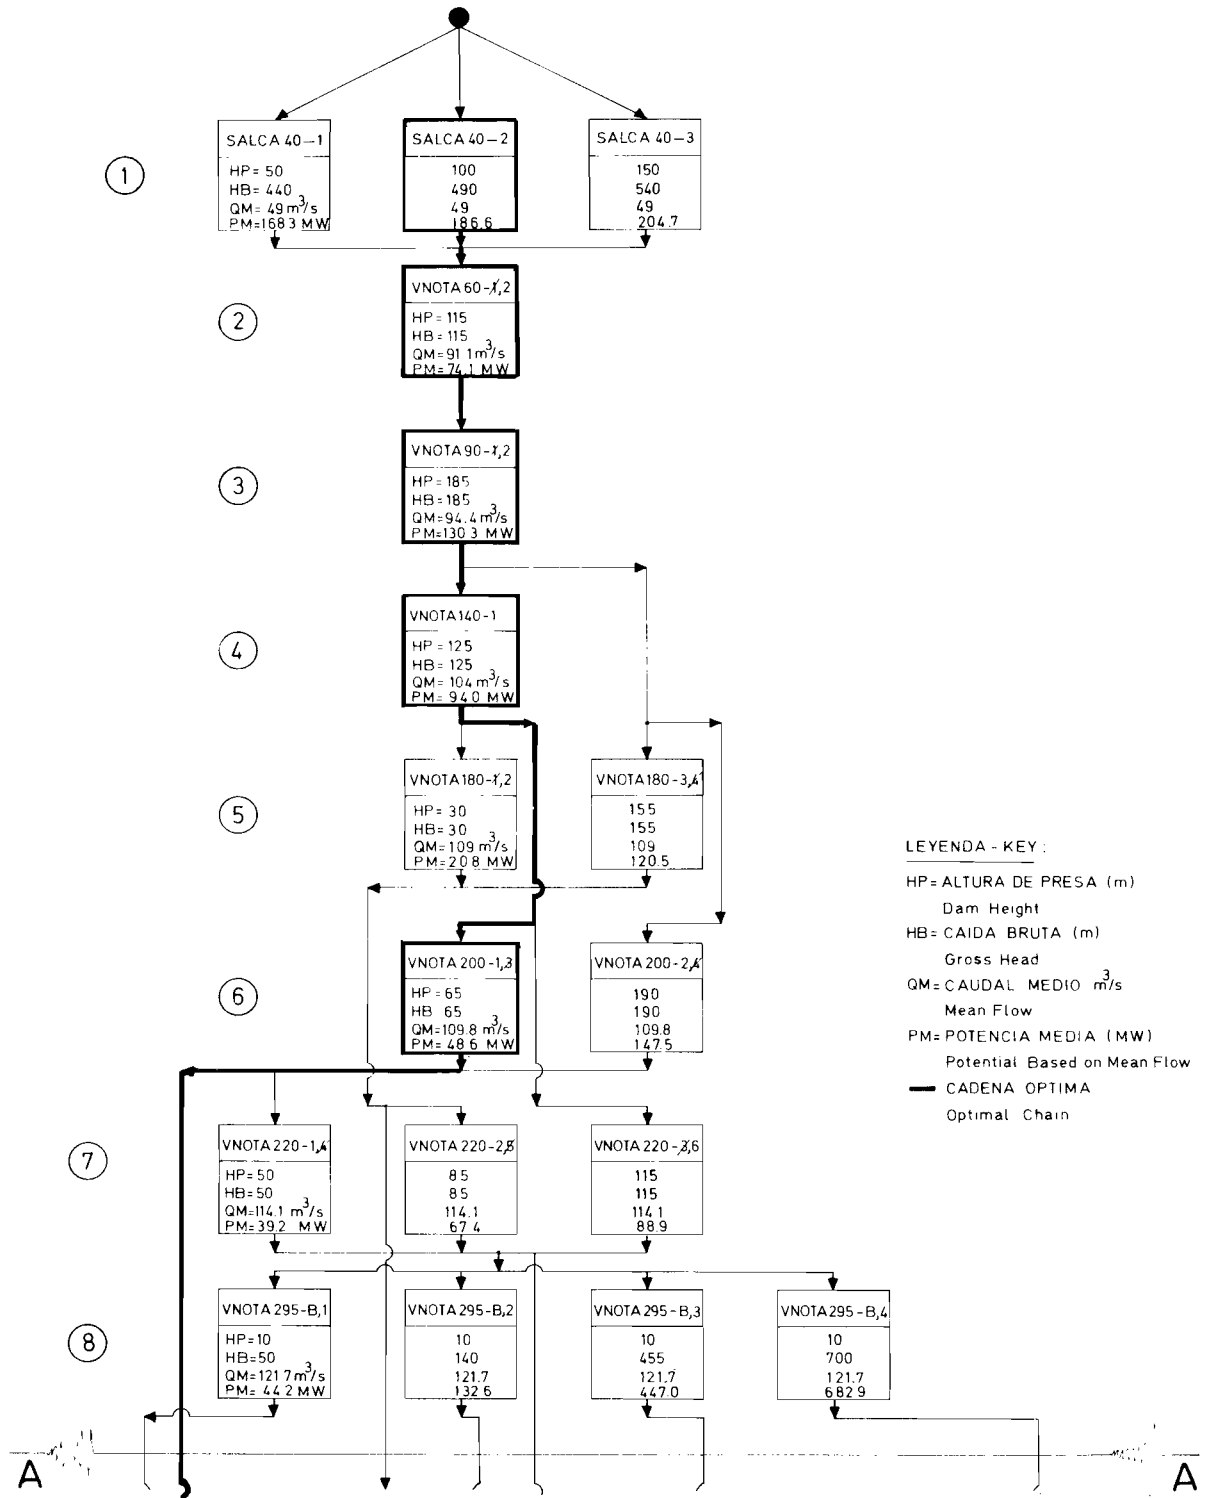 SALCA 40-1
HP= 50
HB= 440
QM= 49 m³/s
PM=168.3 MW
SALCA 40-2
100
490
49
186.6
SALCA 40-3
150
540
49
204.7
1
VNOTA 60-1,2
HP= 115
HB= 115
QM=91.1 m³/s
PM=74.1 MW
2
VNOTA 90-1,2
HP=185
HB=185
QM=94.4 m³/s
PM=130.3 MW
3
VNOTA 140-1
HP= 125
HB= 125
QM= 104 m³/s
PM= 94.0 MW
4
VNOTA 180-1,2
HP= 30
HB= 30
QM=109 m³/s
PM=20.8 MW
VNOTA 180-3,4
155
155
109
120.5
5
VNOTA 200-1,3
HP= 65
HB 65
QM=109.8 m³/s
PM= 48.6 MW
VNOTA 200-2,4
190
190
109.8
147.5
6
LEYENDA - KEY :
HP= ALTURA DE PRESA (m)
Dam Height
HB= CAIDA BRUTA (m)
Gross Head
QM= CAUDAL MEDIO m³/s
Mean Flow
PM= POTENCIA MEDIA (MW)
Potential Based on Mean Flow
CADENA OPTIMA
Optimal Chain
VNOTA 220-1,4
HP= 50
HB= 50
QM=114.1 m³/s
PM=39.2 MW
VNOTA 220-2,5
85
85
114.1
67.4
VNOTA 220-3,6
115
115
114.1
88.9
7
VNOTA 295-B,1
HP=10
HB=50
QM=121.7 m³/s
PM= 44.2 MW
VNOTA 295-B,2
10
140
121.7
132.6
VNOTA 295-B,3
10
455
121.7
447.0
VNOTA 295-B,4
10
700
121.7
682.9
8
A
A